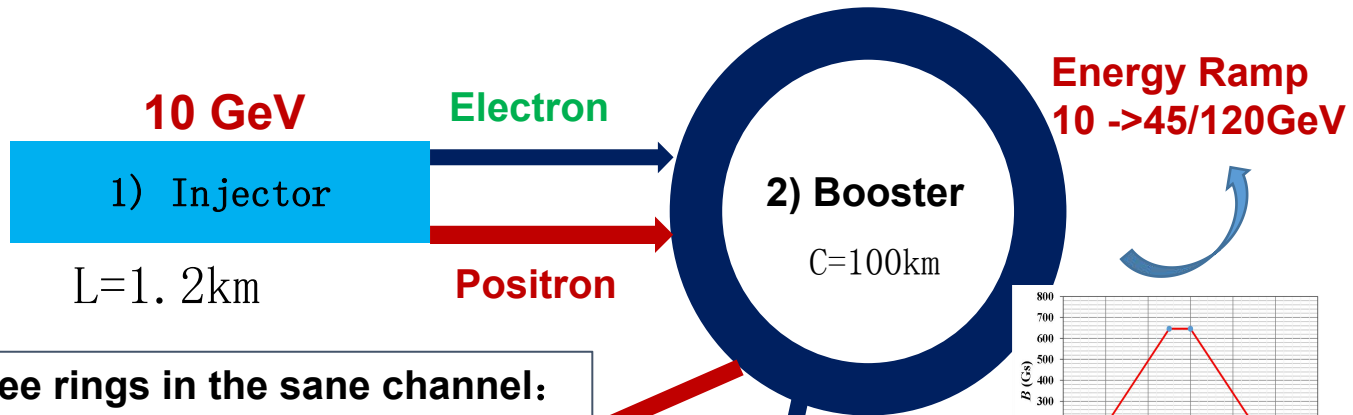 Energy Ramp
10 ->45/120GeV
10 GeV
Electron
1) Injector
2) Booster
C=100km
L=1.2km
Positron
800
700
600
500
400
300
B (Gs)
ee rings in the sane channel：